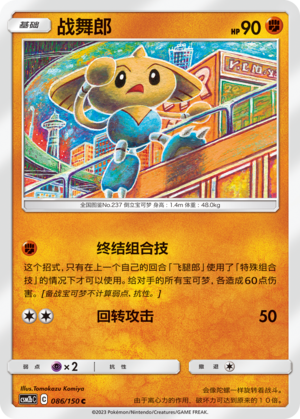 基础
战舞郎
HP90
全国图鉴No.237 倒立宝可梦 身高:1.4m 体重:48.0kg
终结组合技
这个招式,只有在上一个自己的回合「飞腿郎」使用了「特殊组合
技」的情况下才可以使用。给对手的所有宝可梦,各造成60点伤
害。[备战宝可梦不计算弱点、抗性。]
回转攻击 50
弱点 ×2 抗性 撤退
Illus.Tomokazu Komiya
CSM2bC G 086/150 C
会像陀螺一样旋转着战斗。
由于离心力的作用,破坏力可达到原来的10倍。
©2023 Pokémon/Nintendo/Creatures/GAME FREAK.